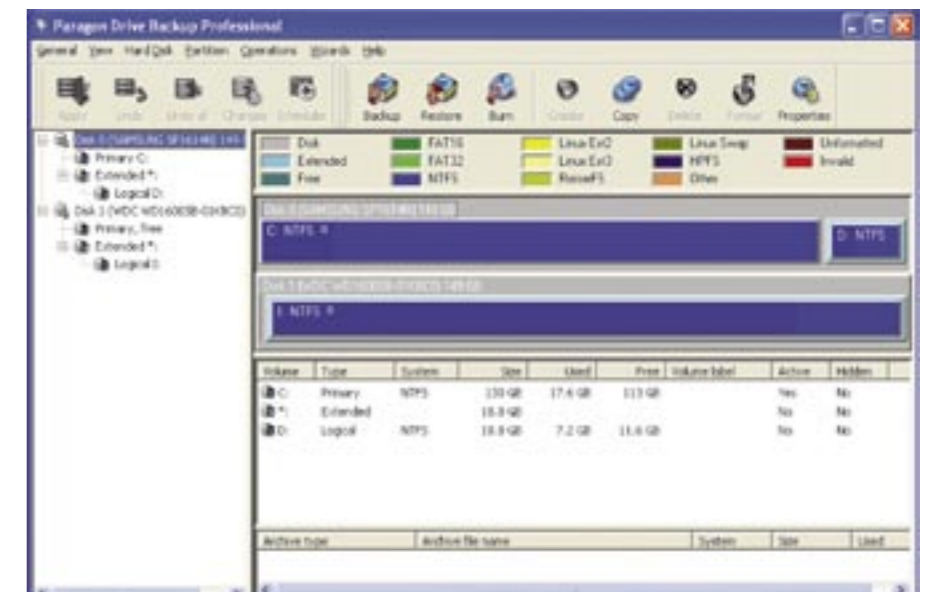 Paragon Drive Backup Professional
General View Hard Disk Partition Operations Wizards Help
Apply Undo Undo all Changes Scheduler Backup Restore Burn Create Copy Delete Format Properties
Disk FAT16 Linux Ext2 Linux Swap Unformatted
Extended FAT32 Linux Ext3 HPFS Invalid
Free NTFS ReiserFS Other
Primary C:
Extended *:
Logical D:
Primary, Free
Extended *:
Logical I:
C: NTFS *
D: NTFS
I: NTFS *
Volume Type System Size Used Free Volume label Active Hidden
C: Primary NTFS 130 GB 17.6 GB 113 GB Yes No
*: Extended 18.8 GB No No
D: Logical NTFS 18.8 GB 7.2 GB 11.6 GB No No
Archive type Archive file name System Size Used